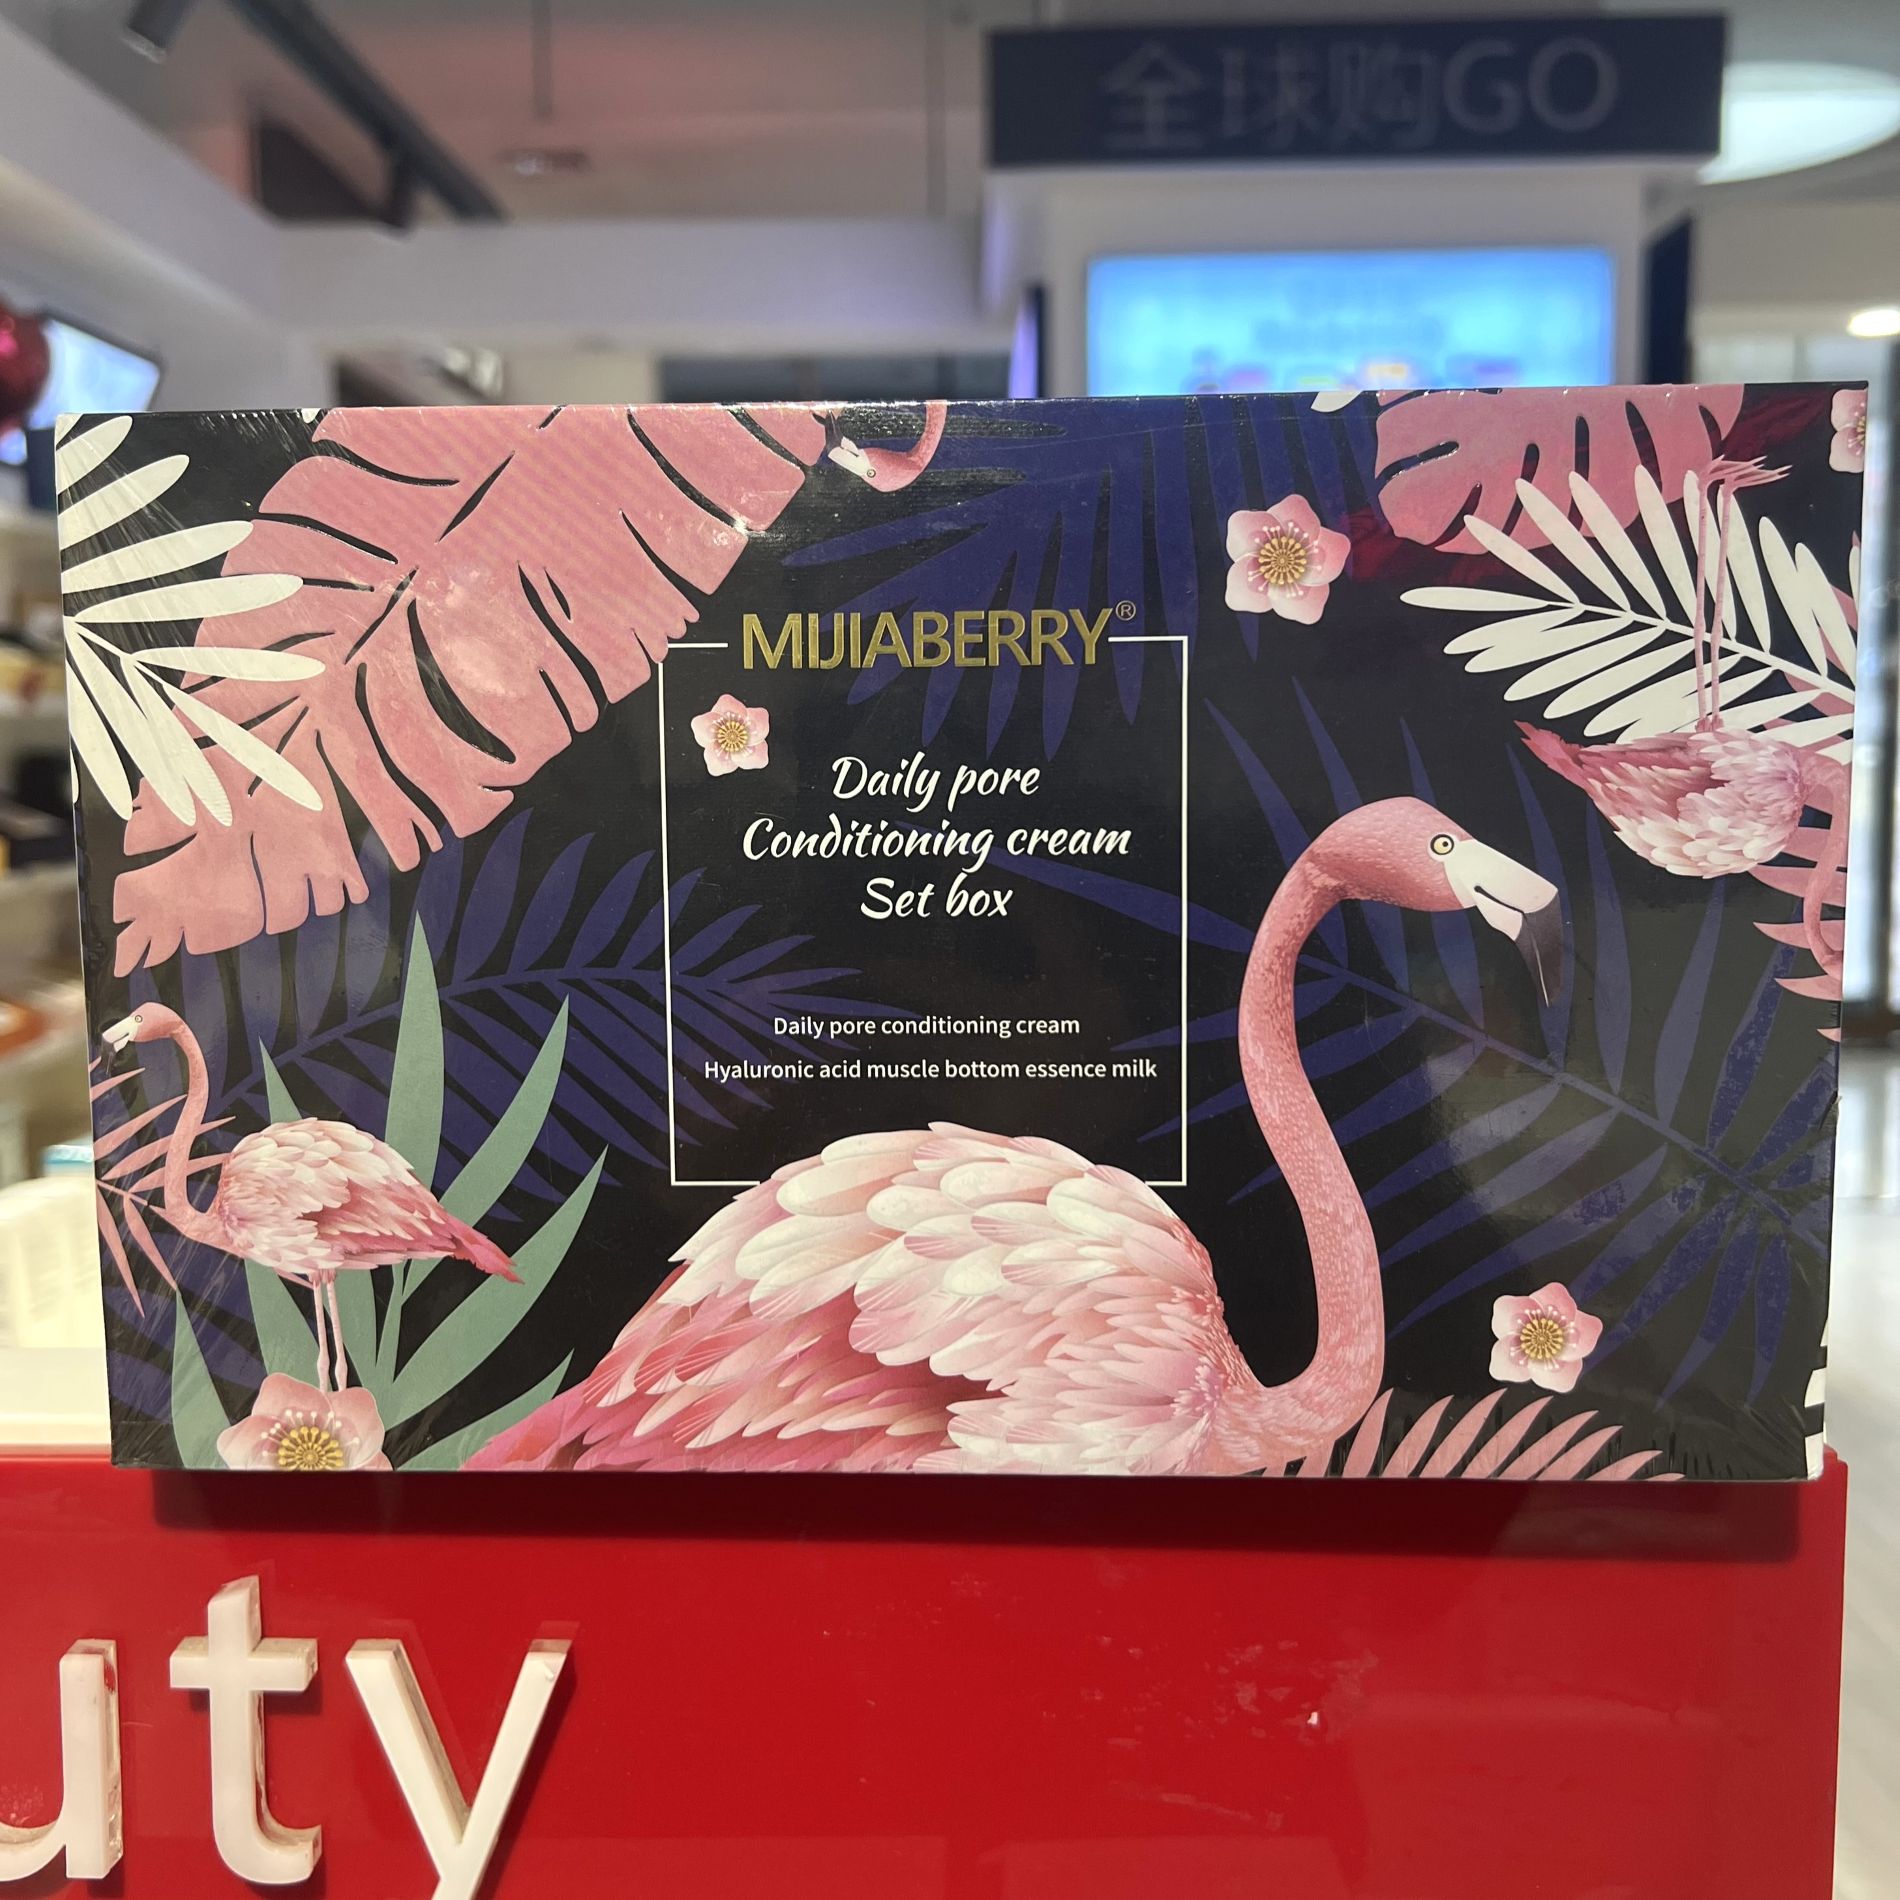 全球购GO
MIJIABERRY®
Daily pore
Conditioning cream
Set box
Daily pore conditioning cream
Hyaluronic acid muscle bottom essence milk
uty